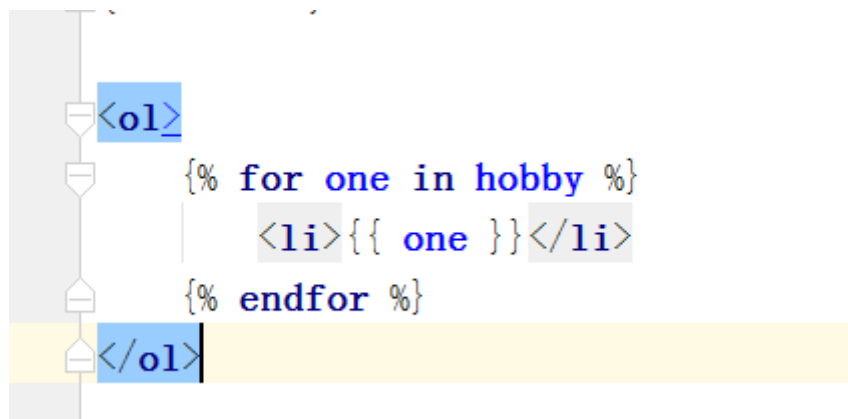 <ol>
{% for one in hobby %}
<li>{{ one }}</li>
{% endfor %}
</ol>